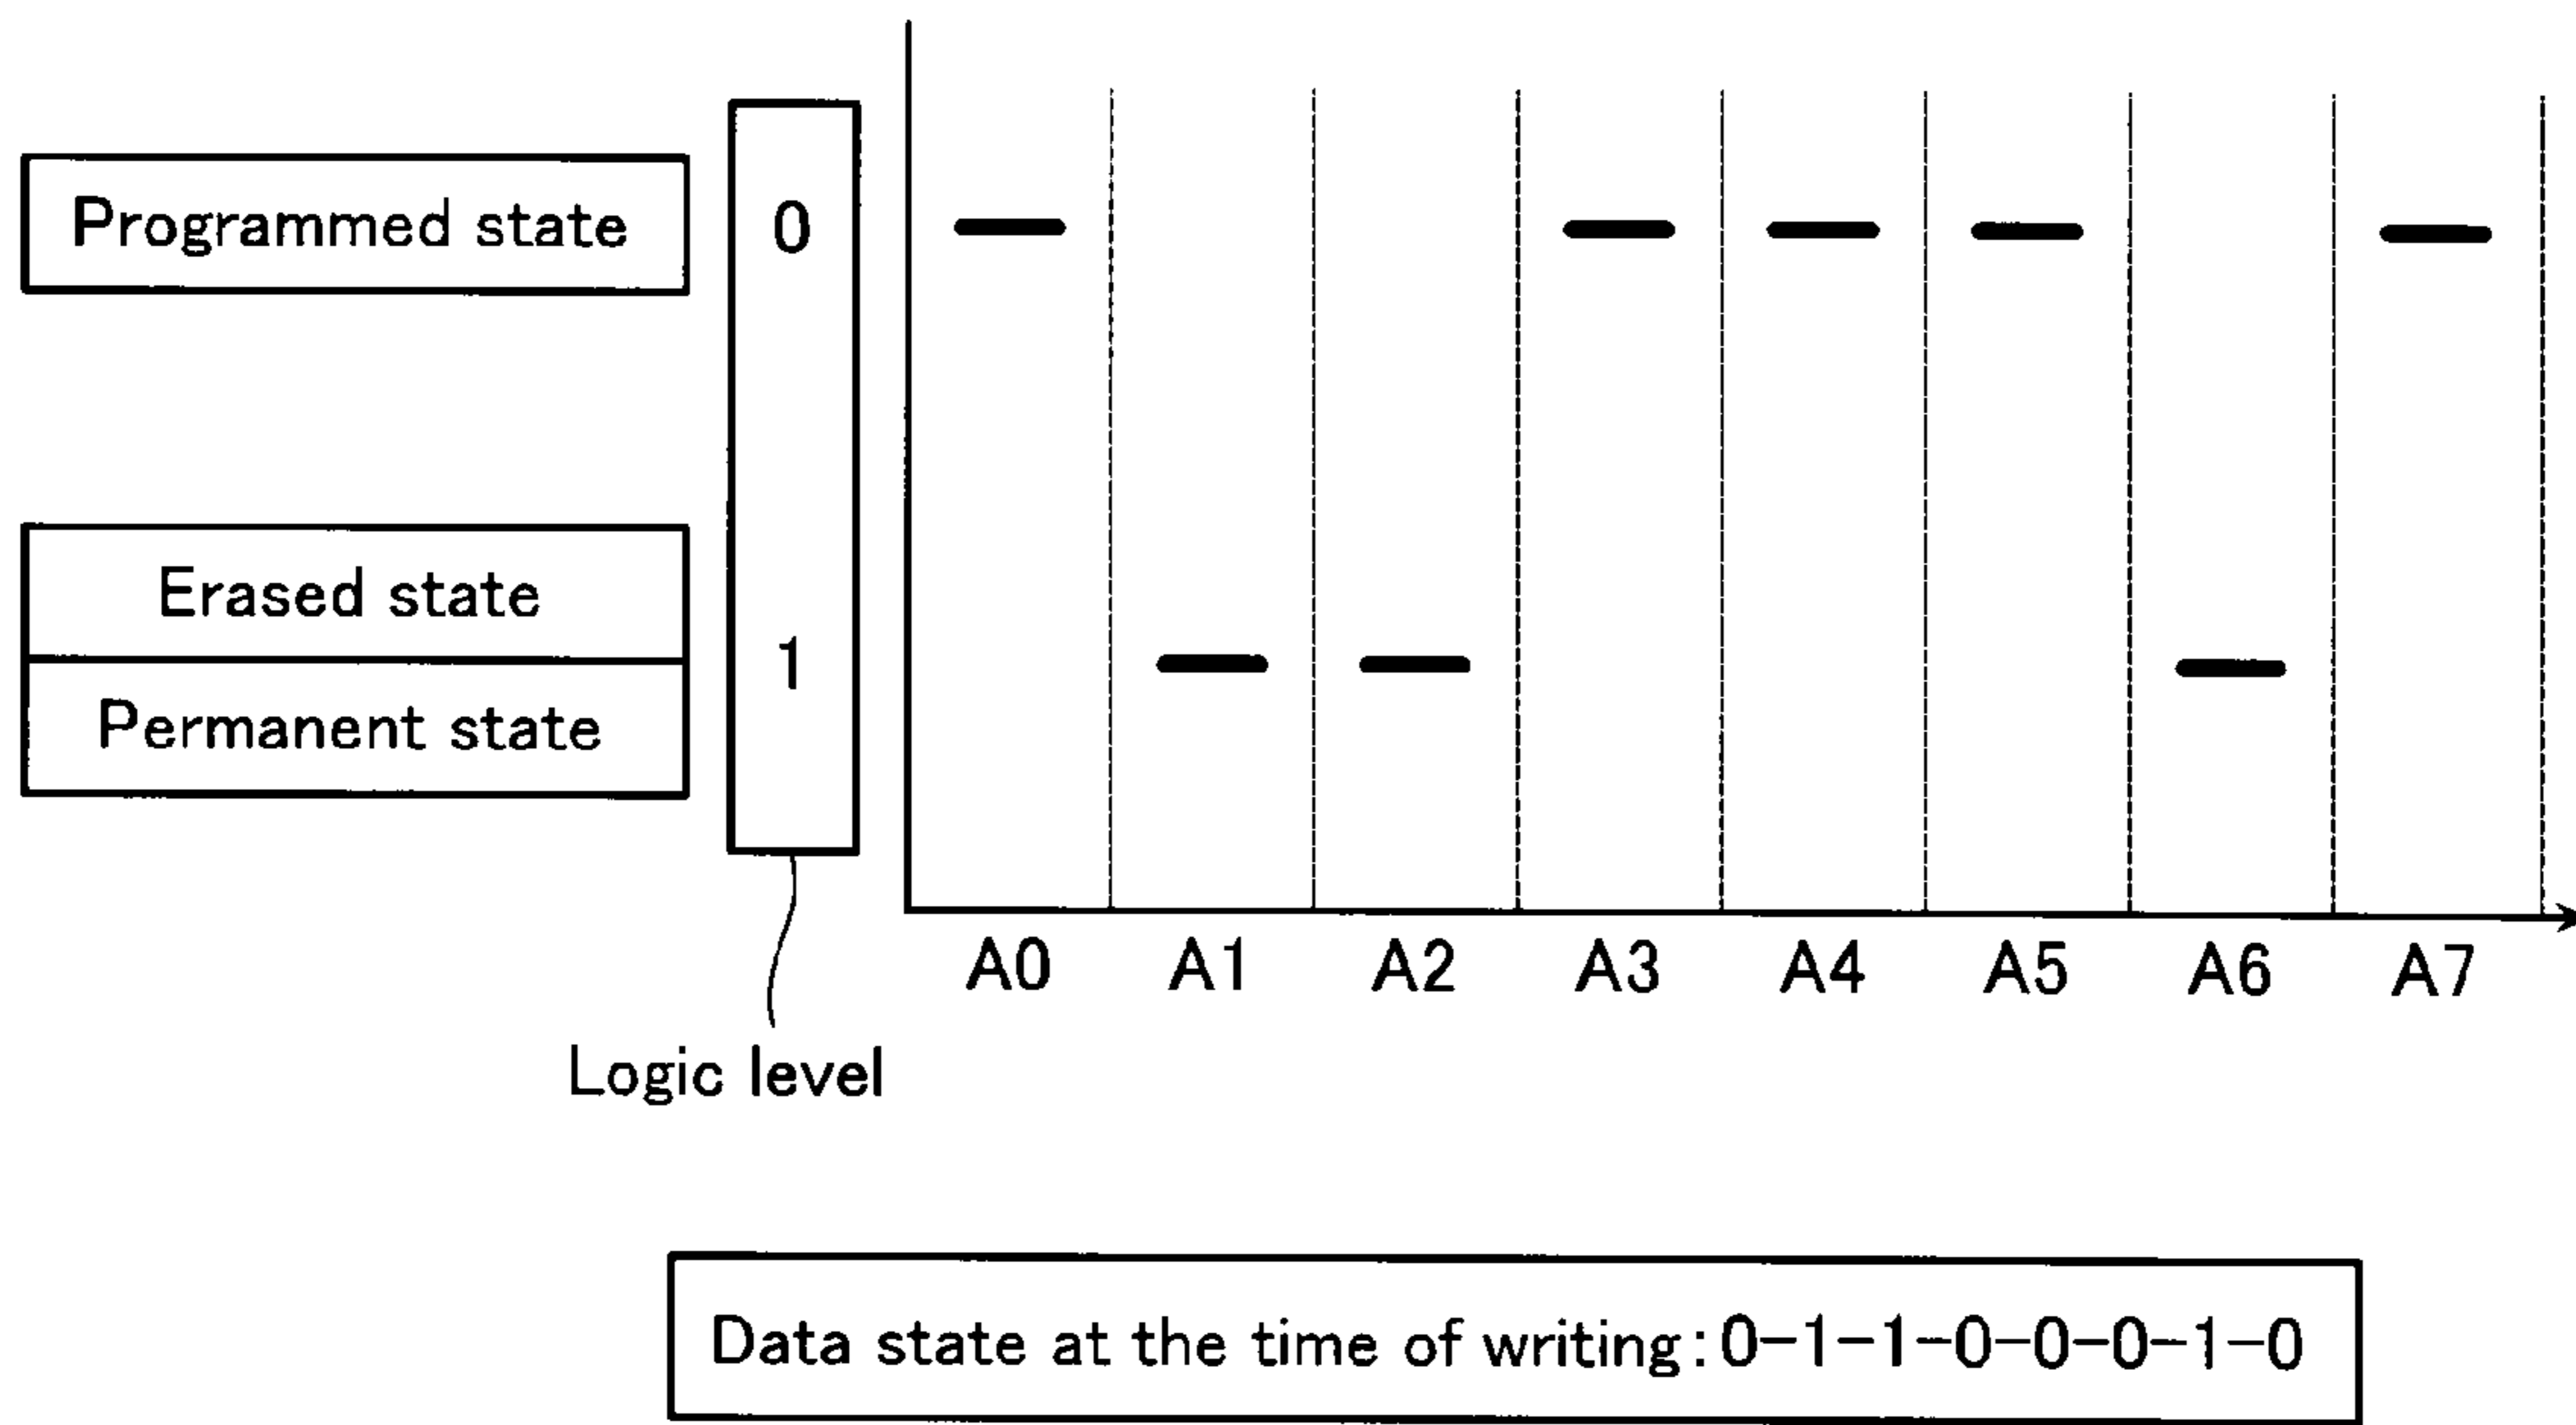 Programmed state
0
Erased state
1
Permanent state
A0 A1 A2 A3 A4 A5 A6 A7
Logic level
Data state at the time of writing:0-1-1-0-0-0-1-0